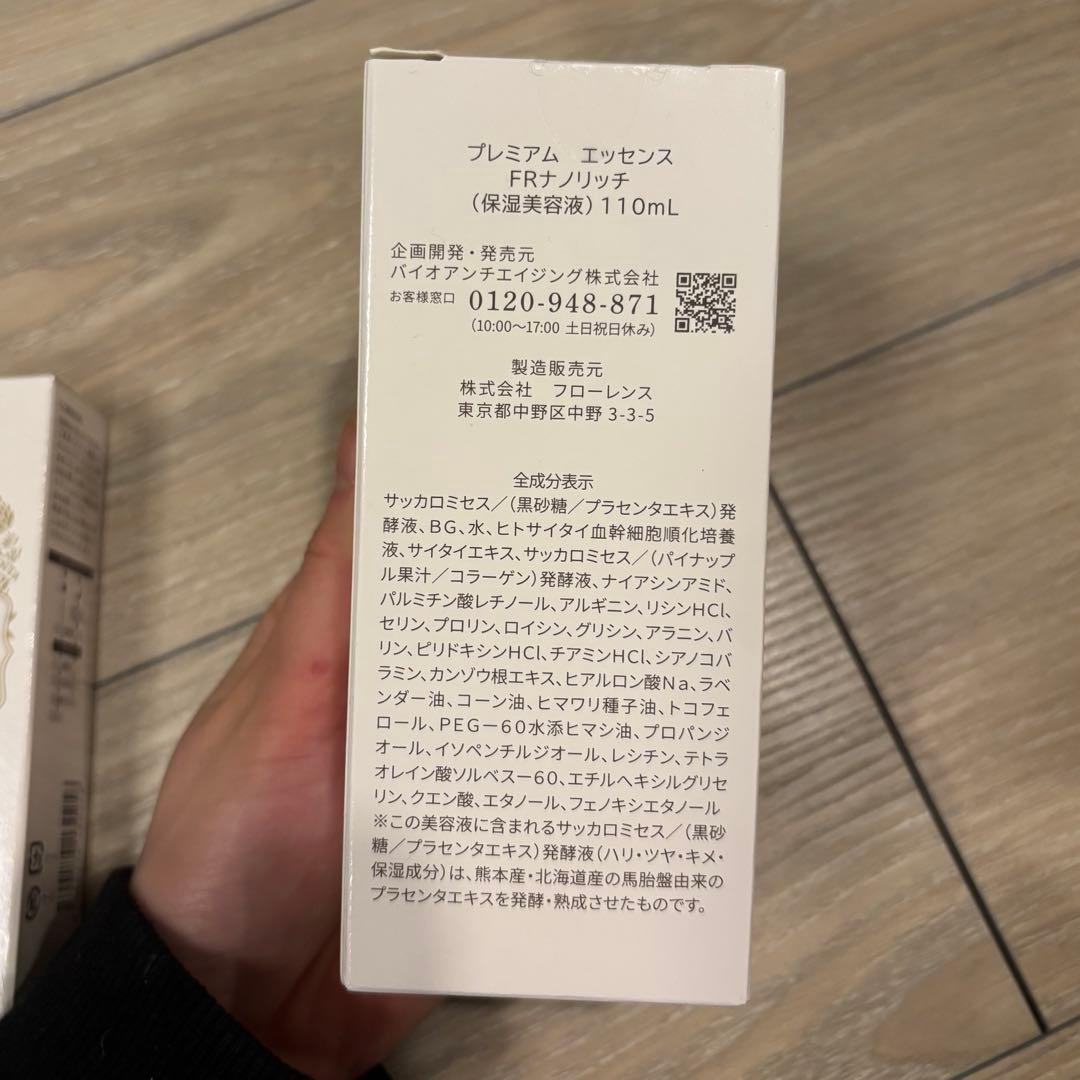 プレミアム　エッセンス
FRナノリッチ
（保湿美容液）110mL
企画開発・発売元
バイオアンチエイジング株式会社
お客様窓口 0120-948-871
（10:00〜17:00 土日祝日休み）
製造販売元
株式会社　フローレンス
東京都中野区中野 3-3-5
全成分表示
サッカロミセス／（黒砂糖／プラセンタエキス）発
酵液、BG、水、ヒトサイタイ血幹細胞順化培養
液、サイタイエキス、サッカロミセス／（パイナップ
ル果汁／コラーゲン）発酵液、ナイアシンアミド、
パルミチン酸レチノール、アルギニン、リシンHCl、
セリン、プロリン、ロイシン、グリシン、アラニン、バ
リン、ピリドキシンHCl、チアミンHCl、シアノコバ
ラミン、カンゾウ根エキス、ヒアルロン酸Na、ラベ
ンダー油、コーン油、ヒマワリ種子油、トコフェ
ロール、PEG－60水添ヒマシ油、プロパンジ
オール、イソペンチルジオール、レシチン、テトラ
オレイン酸ソルベス－60、エチルヘキシルグリセ
リン、クエン酸、エタノール、フェノキシエタノール
※この美容液に含まれるサッカロミセス／（黒砂
糖／プラセンタエキス）発酵液（ハリ・ツヤ・キメ・
保湿成分）は、熊本産・北海道産の馬胎盤由来の
プラセンタエキスを発酵・熟成させたものです。